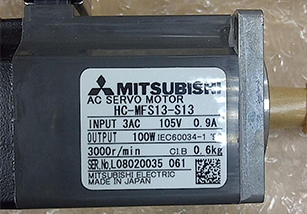 MITSUBISHI
AC SERVO MOTOR
HC-MFS13-S13
INPUT 3AC 105V 0.9A
OUTPUT 100W IEC60034-1
3000r/min CI.B 0.6kg
SER.No.L08020035 061
MITSUBISHI ELECTRIC
MADE IN JAPAN